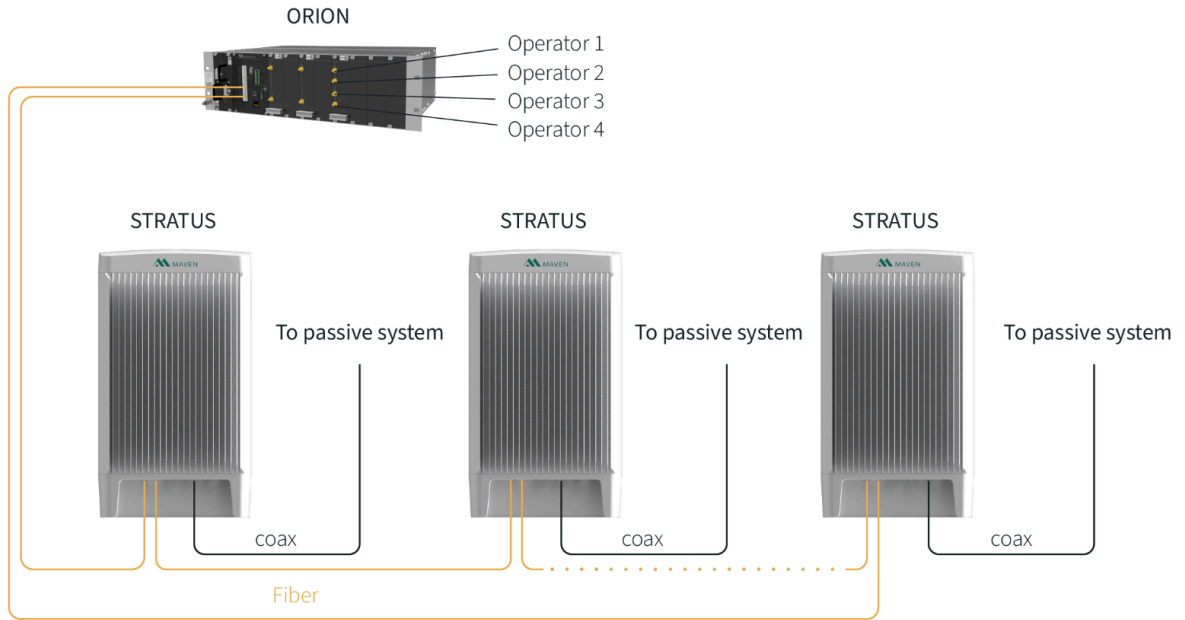 ORION
Operator 1
Operator 2
Operator 3
Operator 4
STRATUS
STRATUS
STRATUS
MAVEN
MAVEN
MAVEN
To passive system
To passive system
To passive system
coax
coax
coax
Fiber